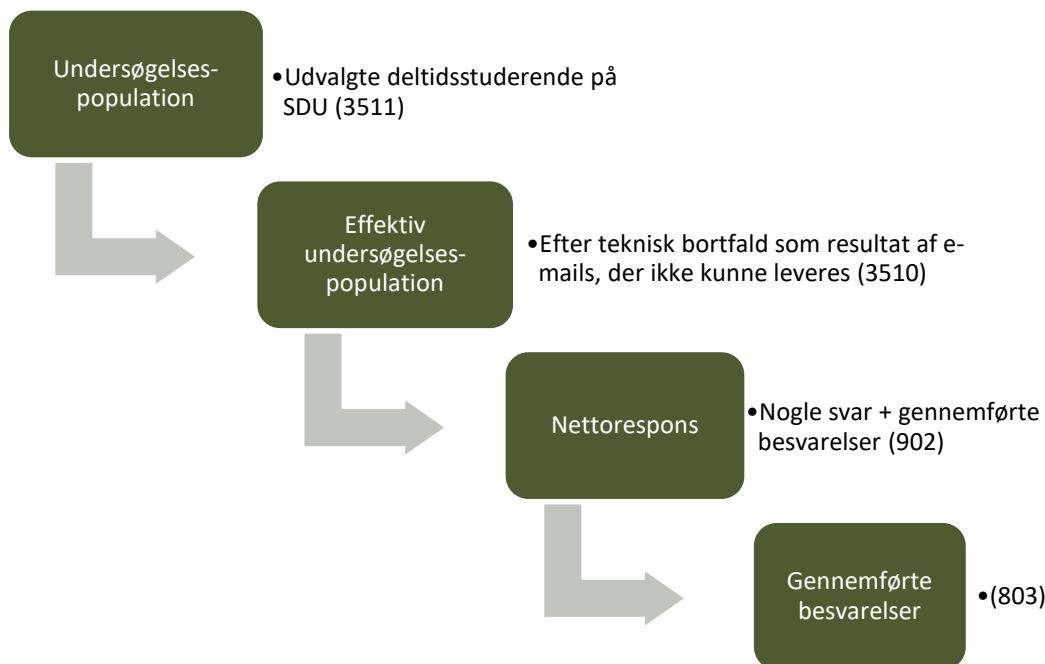 Undersøgelses-
population
•Udvalgte deltidsstuderende på
SDU (3511)
Effektiv
undersøgelses-
population
•Efter teknisk bortfald som resultat af e-
mails, der ikke kunne leveres (3510)
Nettorespons
•Nogle svar + gennemførte
besvarelser (902)
Gennemførte
besvarelser
•(803)